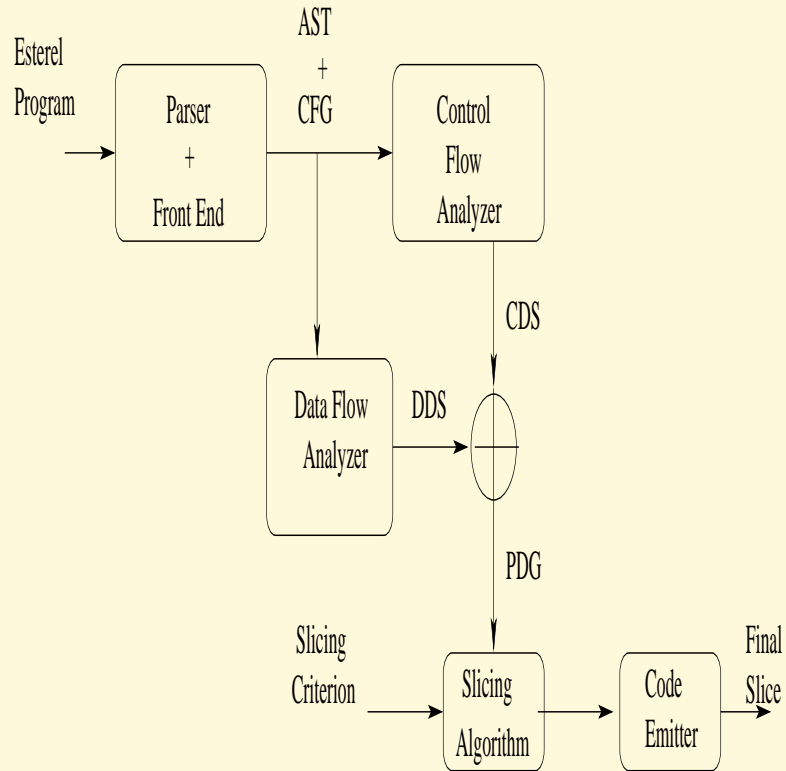 Esterel
Program
Parser
+
Front End
AST
+
CFG
Control
Flow
Analyzer
CDS
Data Flow
Analyzer
DDS
PDG
Slicing
Criterion
Slicing
Algorithm
Code
Emitter
Final
Slice